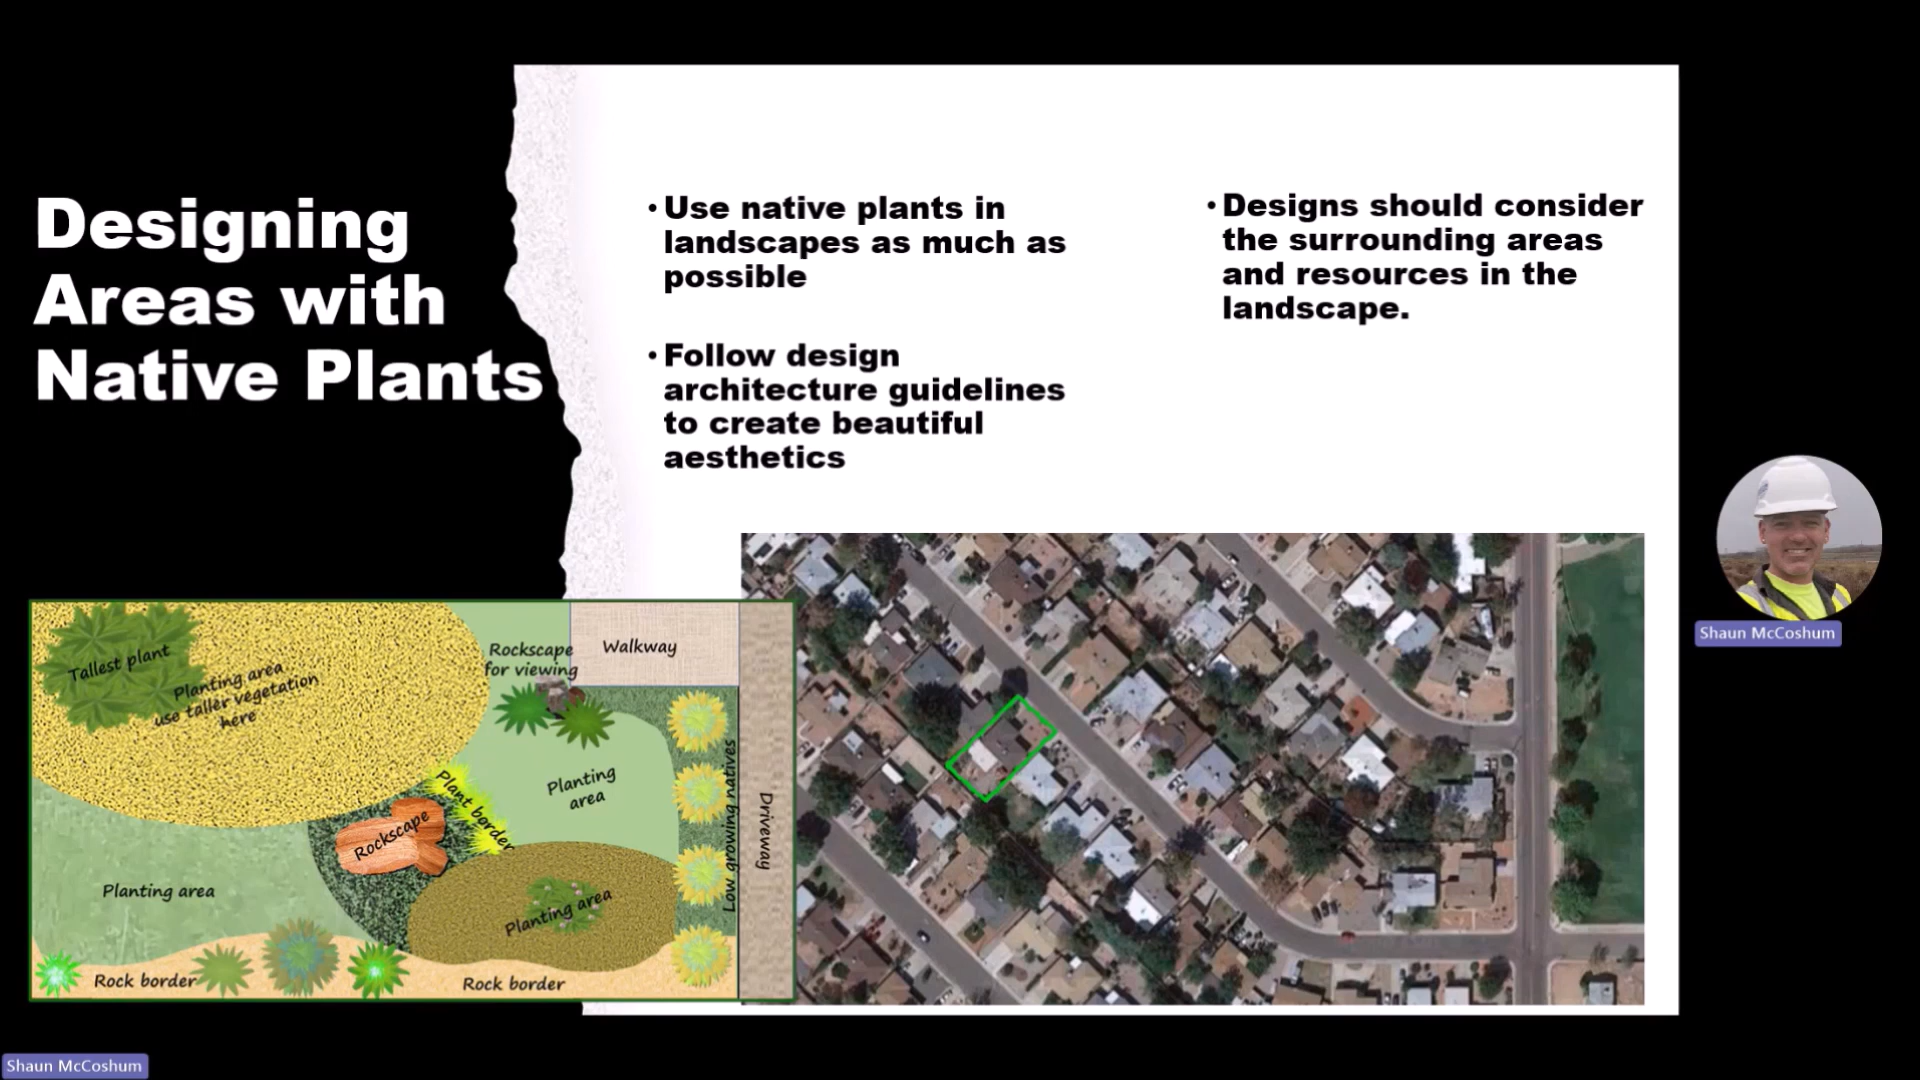 Designing
Areas with
Native Plants
• Use native plants in
landscapes as much as
possible
• Follow design
architecture guidelines
to create beautiful
aesthetics
• Designs should consider
the surrounding areas
and resources in the
landscape.
Tallest plant
Planting area
use taller vegetation
here
Rockscape
for viewing
Walkway
Planting
area
Plant border
Rockscape
Low growing natives
Driveway
Planting area
Planting area
Rock border
Rock border
Shaun McCoshum
Shaun McCoshum